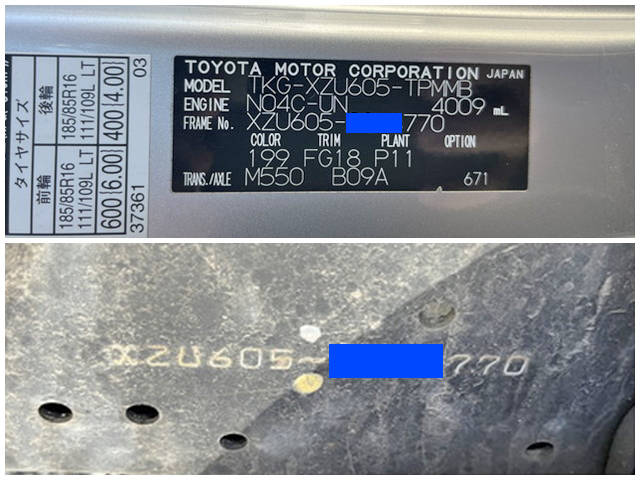 タイヤサイズ
前輪 後輪
185/85R16 185/85R16
111/109L LT 111/109L LT
600 (6.00) 400 (4.00)
37361 03
TOYOTA MOTOR CORPORATION JAPAN
MODEL TKG-XZU605-TPMMB
ENGINE N04C-UN 4009 mL
FRAME No. XZU605- 770
COLOR TRIM PLANT OPTION
199 FG18 P11
TRANS./AXLE M550 B09A 671
XZU605- 770